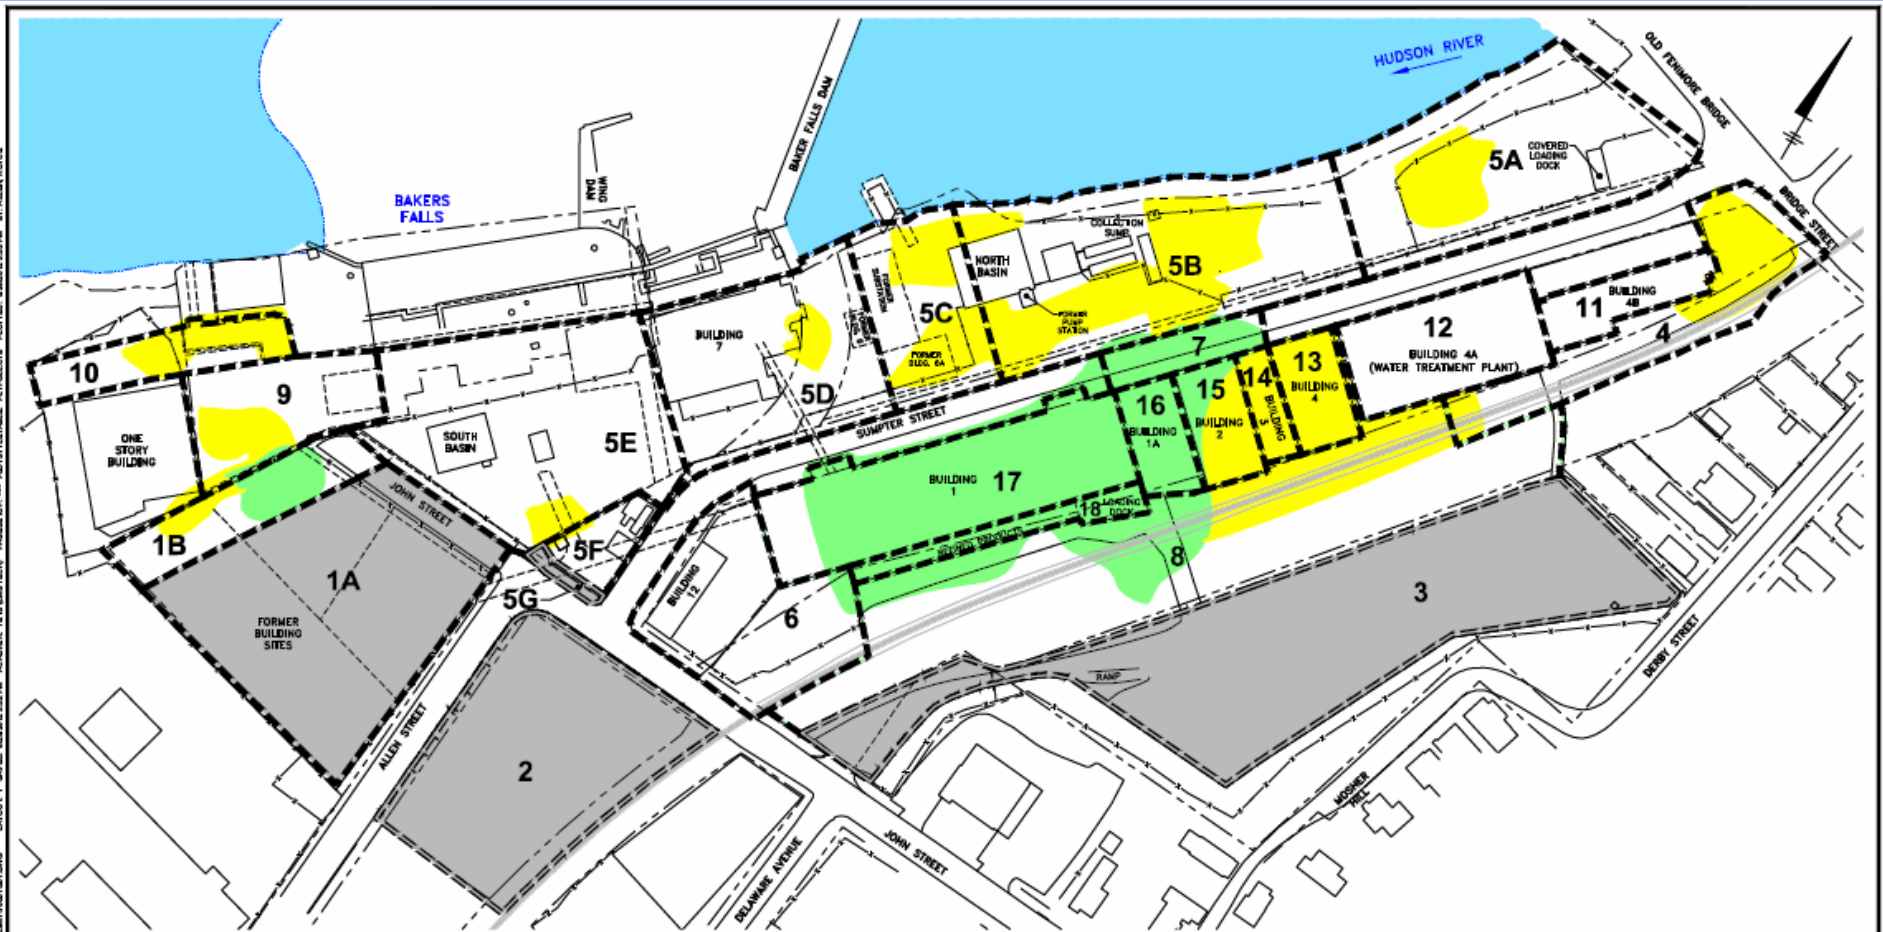 HUDSON RIVER
OLD FENIMORE BRIDGE
BAKER FALLS DAM
WING
DAM
BAKERS
FALLS
5A
COVERED
LOADING
DOCK
BRIDGE STREET
COLLECTION
SUMP
NORTH
BASIN
5B
FORMER
SUBSTATION
5C
FORMER
PUMP
STATION
FORMER
BLDG. 6A
BUILDING
7
5D
SUMPTER STREET
10
9
ONE
STORY
BUILDING
SOUTH
BASIN
5E
7
11
BUILDING
4B
12
BUILDING 4A
(WATER TREATMENT PLANT)
4
13
BUILDING
4
14
BUILDING
3
15
BUILDING
2
16
BUILDING
1A
BUILDING
1
17
18
LOADING
DOCK
JOHN STREET
1B
1A
FORMER
BUILDING
SITES
5F
5G
BUILDING
12
6
8
3
RAMP
2
ALLEN STREET
DERBY STREET
MOSHER
HILL
JOHN STREET
DELAWARE AVENUE